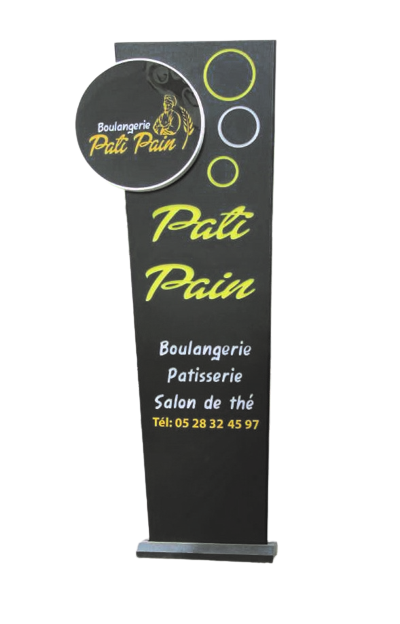 Boulangerie
Pati Pain
Pati
Pain
Boulangerie
Patisserie
Salon de thé
Tél: 05 28 32 45 97